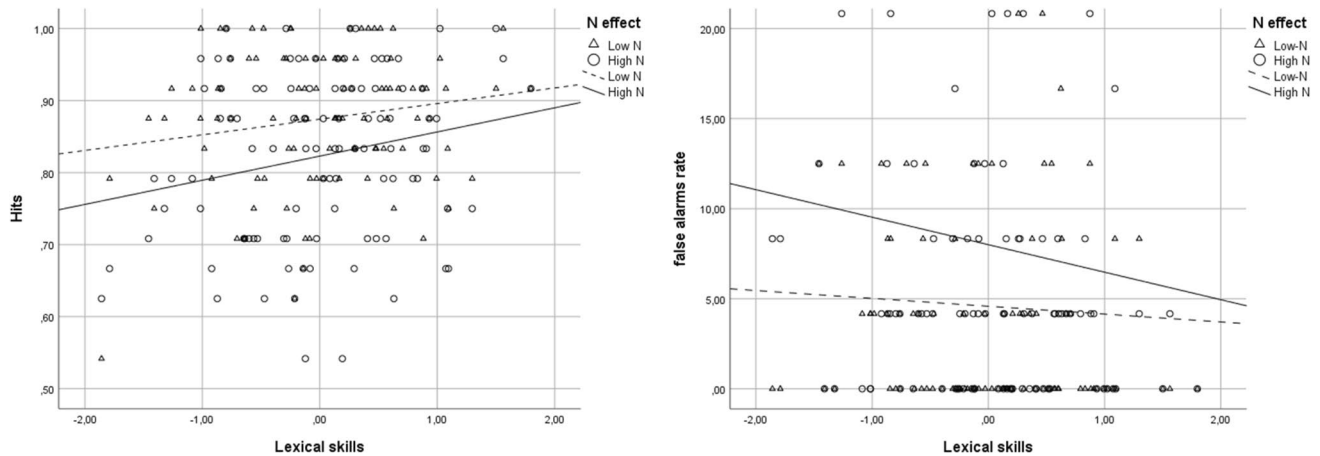 N effect
Low N
High N
Low N
High N
1,00
,90
,80
,70
,60
,50
Hits
-2,00
-1,00
,00
1,00
2,00
Lexical skills
N effect
Low-N
High N
Low-N
High N
20,00
15,00
10,00
5,00
,00
false alarms rate
-2,00
-1,00
,00
1,00
2,00
Lexical skills